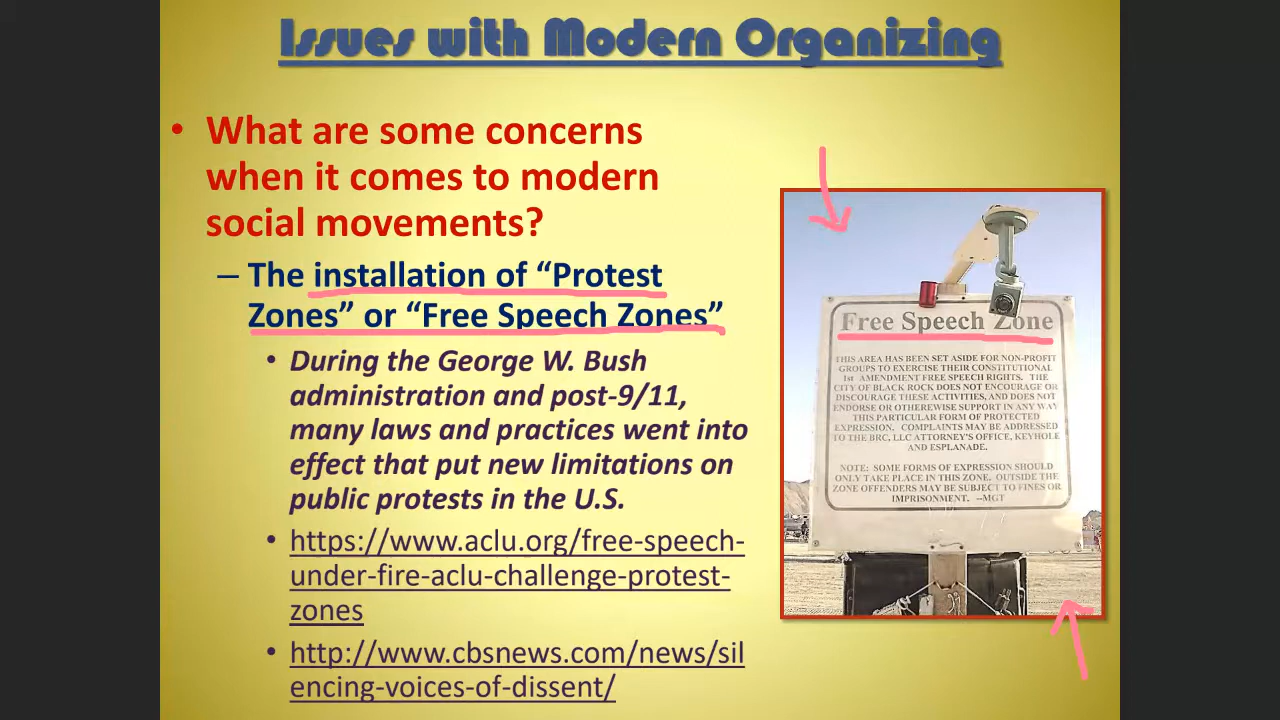 Issues with Modern Organizing
• What are some concerns
when it comes to modern
social movements?
– The installation of “Protest
Zones” or “Free Speech Zones”
• During the George W. Bush
administration and post-9/11,
many laws and practices went into
effect that put new limitations on
public protests in the U.S.
• https://www.aclu.org/free-speech-
under-fire-aclu-challenge-protest-
zones
• http://www.cbsnews.com/news/sil
encing-voices-of-dissent/
Free Speech Zone
THIS AREA HAS BEEN SET ASIDE FOR NON-PROFIT
GROUPS TO EXERCISE THEIR CONSTITUTIONAL
1st AMENDMENT FREE SPEECH RIGHTS. THE
CITY OF BLACK ROCK DOES NOT ENCOURAGE OR
DISCOURAGE THESE ACTIVITIES, AND DOES NOT
ENDORSE OR OTHERWISE SUPPORT IN ANY WAY
THIS PARTICULAR FORM OF PROTECTED
EXPRESSION. COMPLAINTS MAY BE ADDRESSED
TO THE BRC, LLC ATTORNEY'S OFFICE, KEYHOLE
AND ESPLANADE.
NOTE: SOME FORMS OF EXPRESSION SHOULD
ONLY TAKE PLACE IN THIS ZONE. OUTSIDE THE
ZONE OFFENDERS MAY BE SUBJECT TO FINES OR
IMPRISONMENT. --MGT